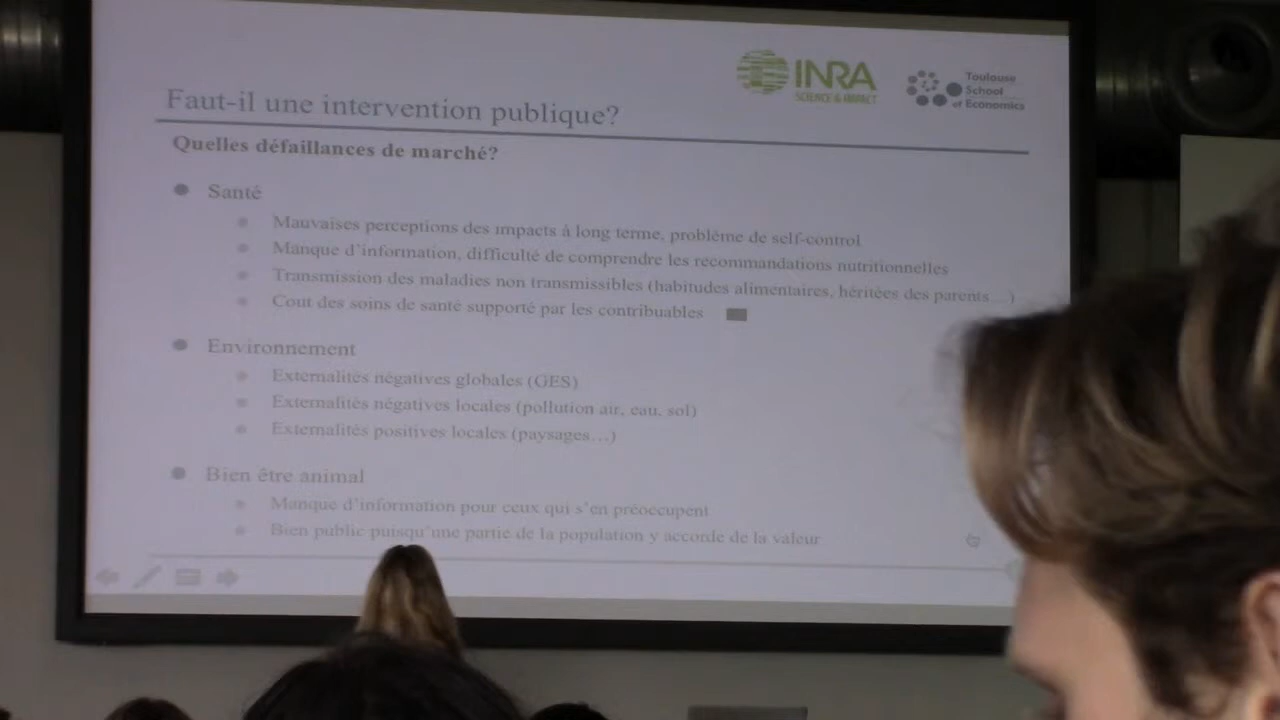 INRA
SCIENCE & IMPACT
Toulouse
School
of Economics
Faut-il une intervention publique?
Quelles défaillances de marché?
Santé
Mauvaises perceptions des impacts à long terme, problème de self-control
Manque d'information, difficulté de comprendre les recommandations nutritionnelles
Transmission des maladies non transmissibles (habitudes alimentaires, héritées des parents…)
Cout des soins de santé supporté par les contribuables
Environnement
Externalités négatives globales (GES)
Externalités négatives locales (pollution air, eau, sol)
Externalités positives locales (paysages…)
Bien être animal
Manque d'information pour ceux qui s'en préoccupent
Bien public puisqu'une partie de la population y accorde de la valeur